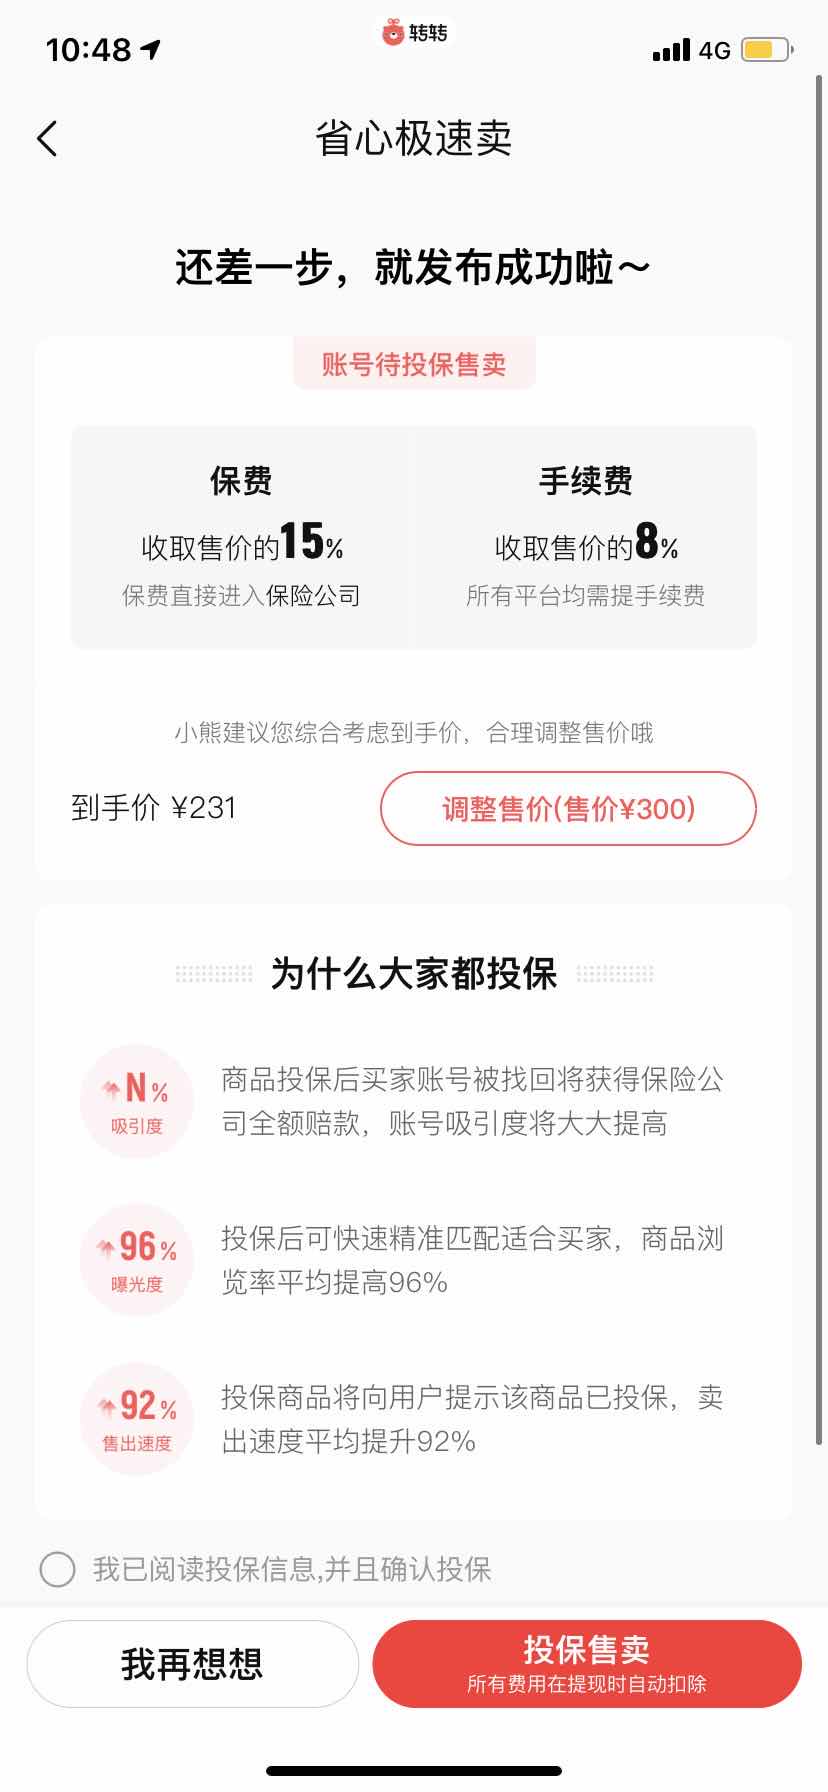 转转
10:48
4G
省心极速卖
还差一步，就发布成功啦～
账号待投保售卖
保费
收取售价的15%
保费直接进入保险公司
手续费
收取售价的8%
所有平台均需提手续费
小熊建议您综合考虑到手价，合理调整售价哦
到手价 ¥231
调整售价(售价¥300)
为什么大家都投保
N%
吸引度
商品投保后买家账号被找回将获得保险公
司全额赔款，账号吸引度将大大提高
96%
曝光度
投保后可快速精准匹配适合买家，商品浏
览率平均提高96%
92%
售出速度
投保商品将向用户提示该商品已投保，卖
出速度平均提升92%
我已阅读投保信息,并且确认投保
我再想想
投保售卖
所有费用在提现时自动扣除